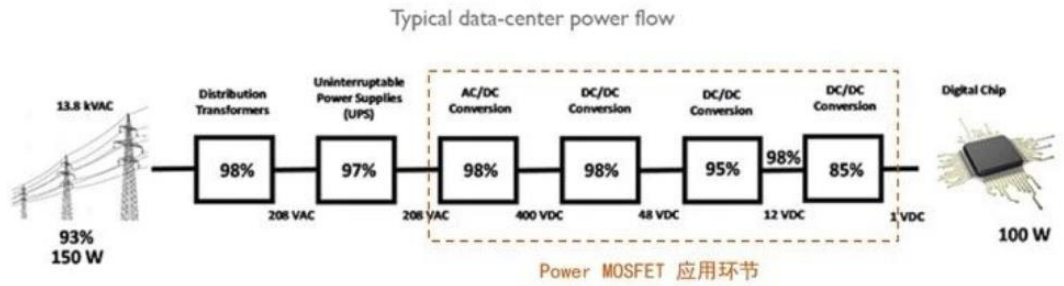 Typical data-center power flow
13.8 kVAC
Distribution
Transformers
Uninterruptable
Power Supplies
(UPS)
AC/DC
Conversion
DC/DC
Conversion
DC/DC
Conversion
DC/DC
Conversion
Digital Chip
98%
97%
98%
98%
95%
98%
85%
208 VAC
208 VAC
400 VDC
48 VDC
12 VDC
1 VDC
93%
150 W
100 W
Power MOSFET 应用环节